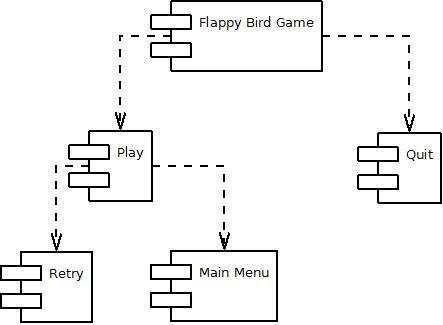 Flappy Bird Game
Play
Quit
Retry
Main Menu